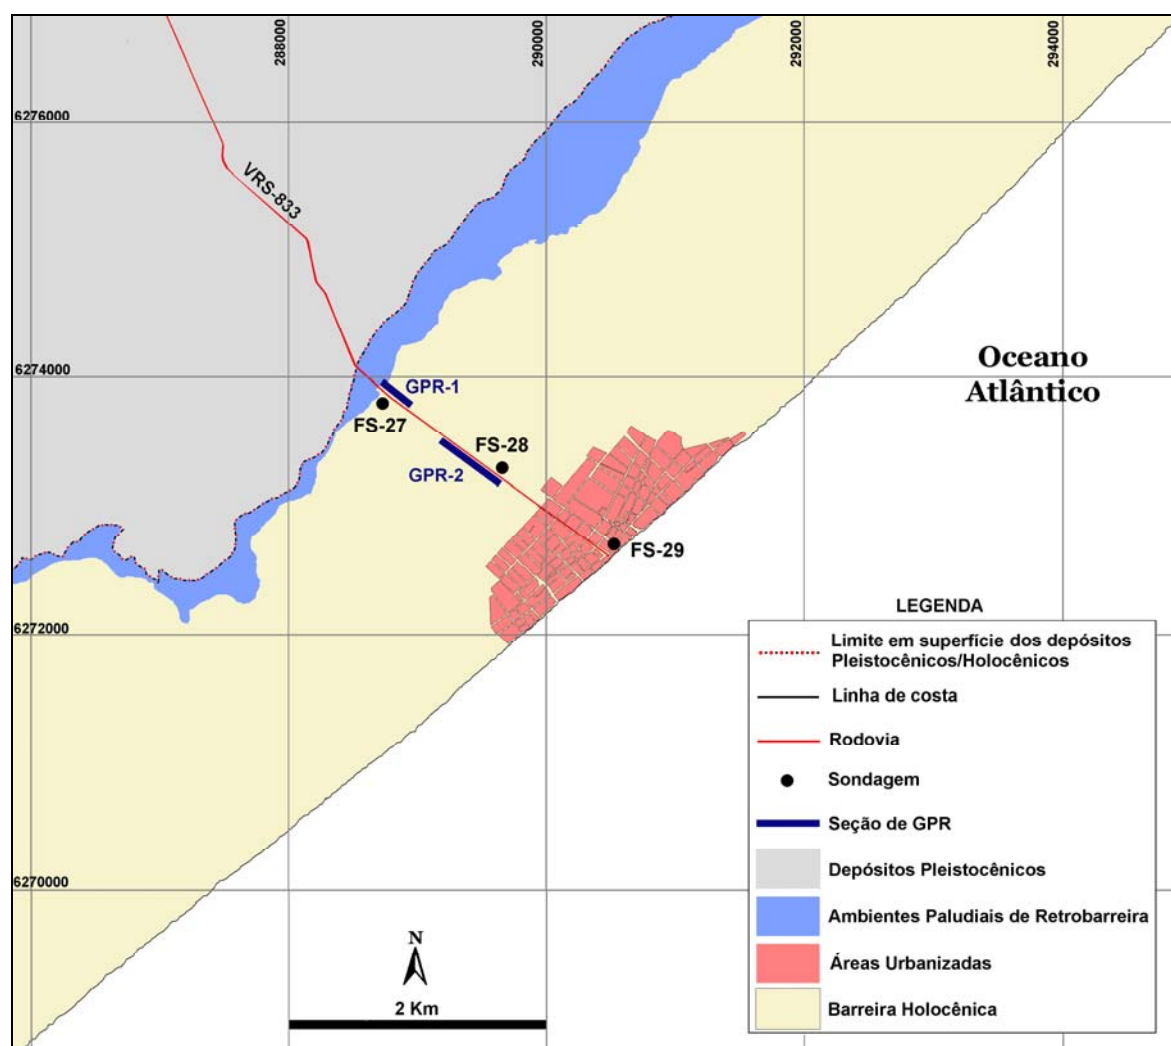 288000
290000
292000
294000
6276000
VRS-833
6274000
Oceano
Atlântico
GPR-1
FS-27
FS-28
GPR-2
FS-29
6272000
LEGENDA
Limite em superfície dos depósitos
Pleistocênicos/Holocênicos
Linha de costa
Rodovia
Sondagem
Seção de GPR
6270000
Depósitos Pleistocênicos
Ambientes Paludiais de Retrobarreira
N
Áreas Urbanizadas
2 Km
Barreira Holocênica